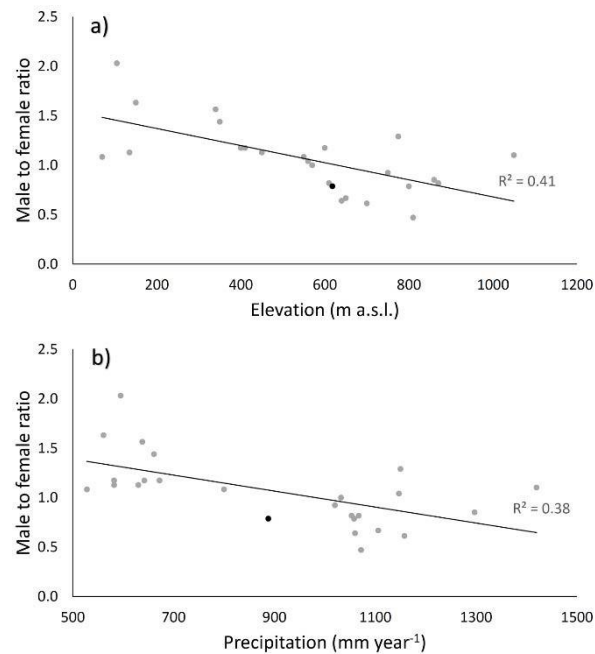 a)
Male to female ratio
2.5
2.0
1.5
1.0
0.5
0.0
R² = 0.41
0 200 400 600 800 1000 1200
Elevation (m a.s.l.)
b)
Male to female ratio
2.5
2.0
1.5
1.0
0.5
0.0
R² = 0.38
500 700 900 1100 1300 1500
Precipitation (mm year⁻¹)